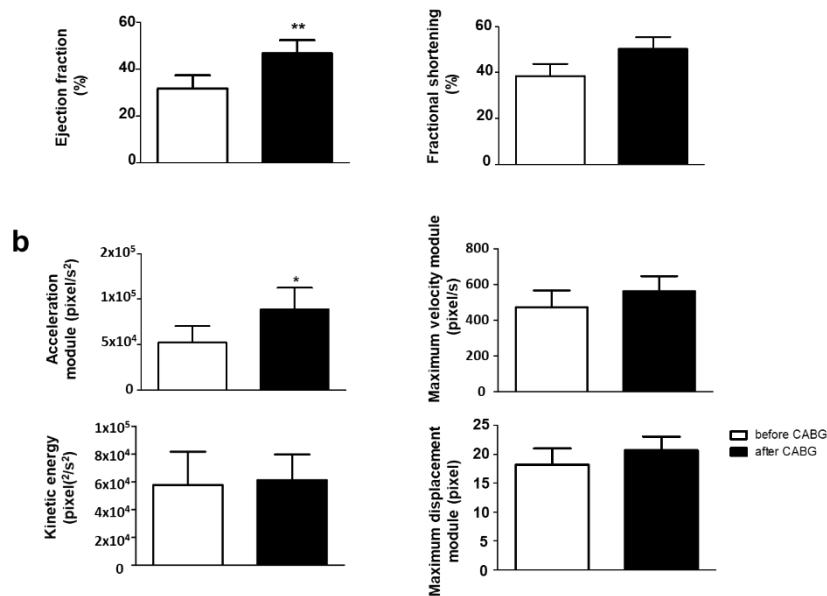 Ejection fraction
(%)
60
40
20
0
**
Fractional shortening
(%)
60
40
20
0
b
Acceleration
module (pixel/s²)
2x10⁵
1x10⁵
5x10⁴
0
*
Maximum velocity module
(pixel/s)
800
600
400
200
0
Kinetic energy
(pixel(²/s²)
1x10⁵
8x10⁴
6x10⁴
4x10⁴
2x10⁴
0
Maximum displacement
module (pixel)
25
20
15
10
5
0
before CABG
after CABG